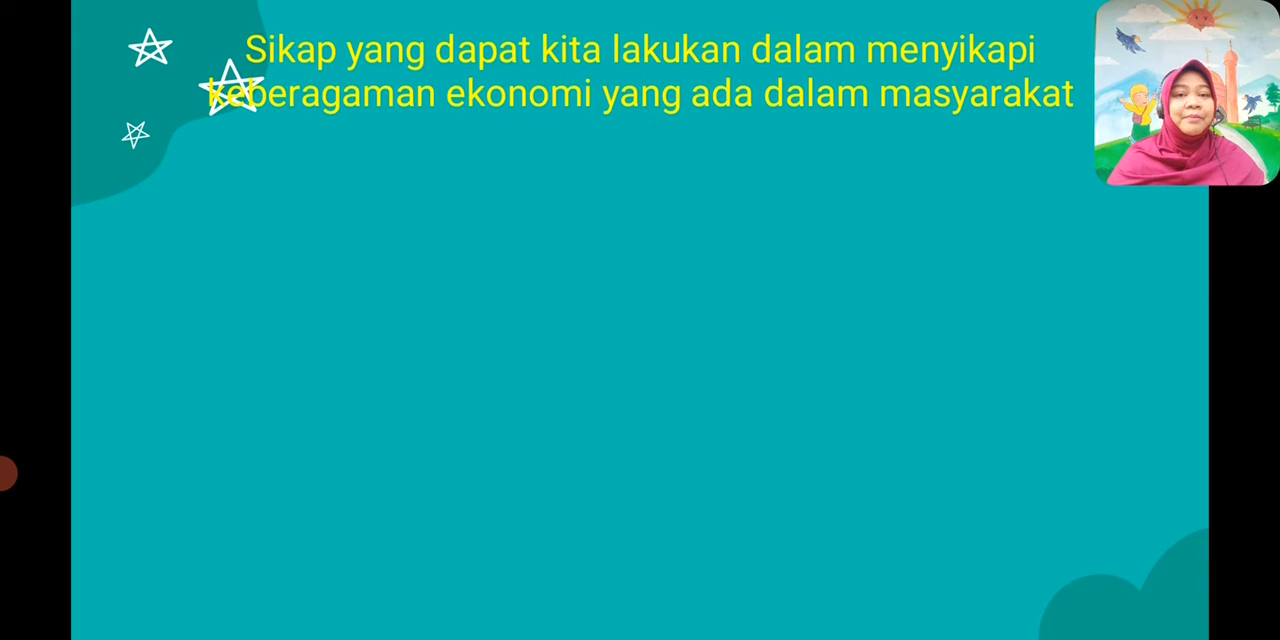 Sikap yang dapat kita lakukan dalam menyikapi
keberagaman ekonomi yang ada dalam masyarakat